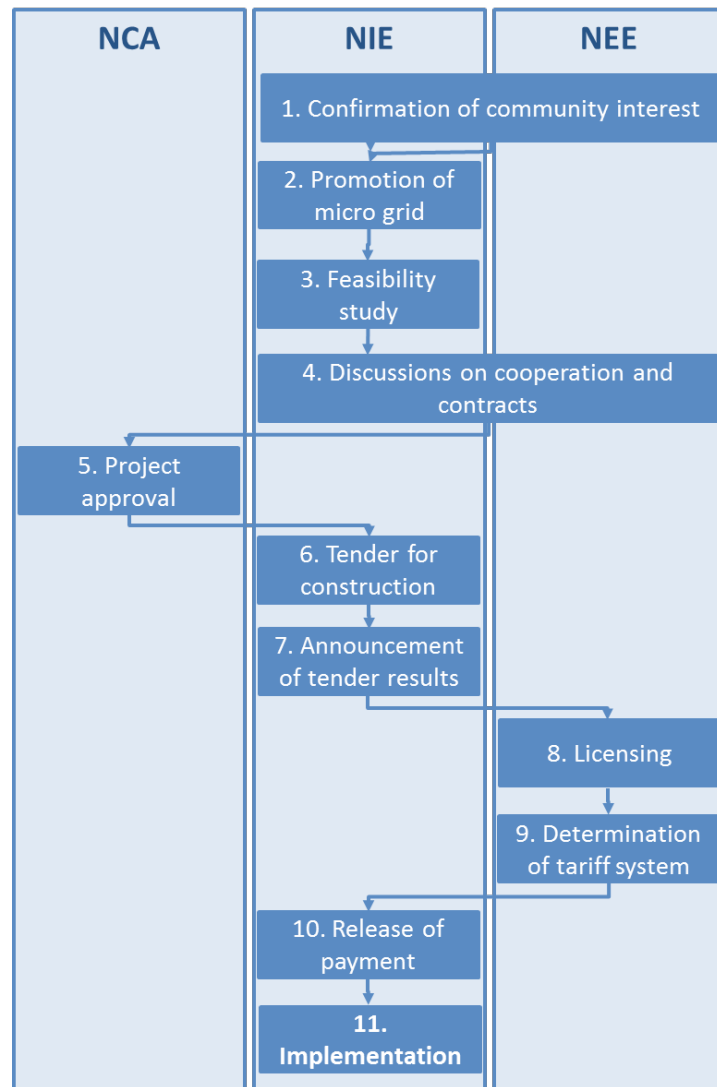 NCA
NIE
NEE
1. Confirmation of community interest
2. Promotion of
micro grid
3. Feasibility
study
4. Discussions on cooperation and
contracts
5. Project
approval
6. Tender for
construction
7. Announcement
of tender results
8. Licensing
9. Determination
of tariff system
10. Release of
payment
11.
Implementation